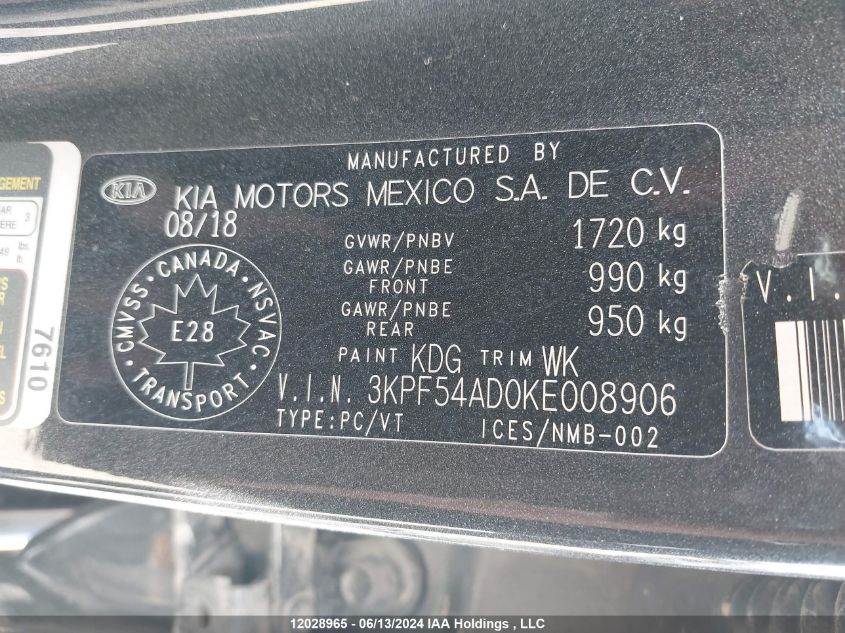 MANUFACTURED BY
KIA KIA MOTORS MEXICO S.A. DE C.V.
08/18
GVWR/PNBV 1720 kg
GAWR/PNBE FRONT 990 kg
GAWR/PNBE REAR 950 kg
PAINT KDG TRIM WK
V.I.N. 3KPF54AD0KE008906
TYPE:PC/VT ICES/NMB-002
CMVSS • CANADA • NSVAC • TRANSPORT •
E28
7610
3
V.I.
12028965 - 06/13/2024 IAA Holdings , LLC